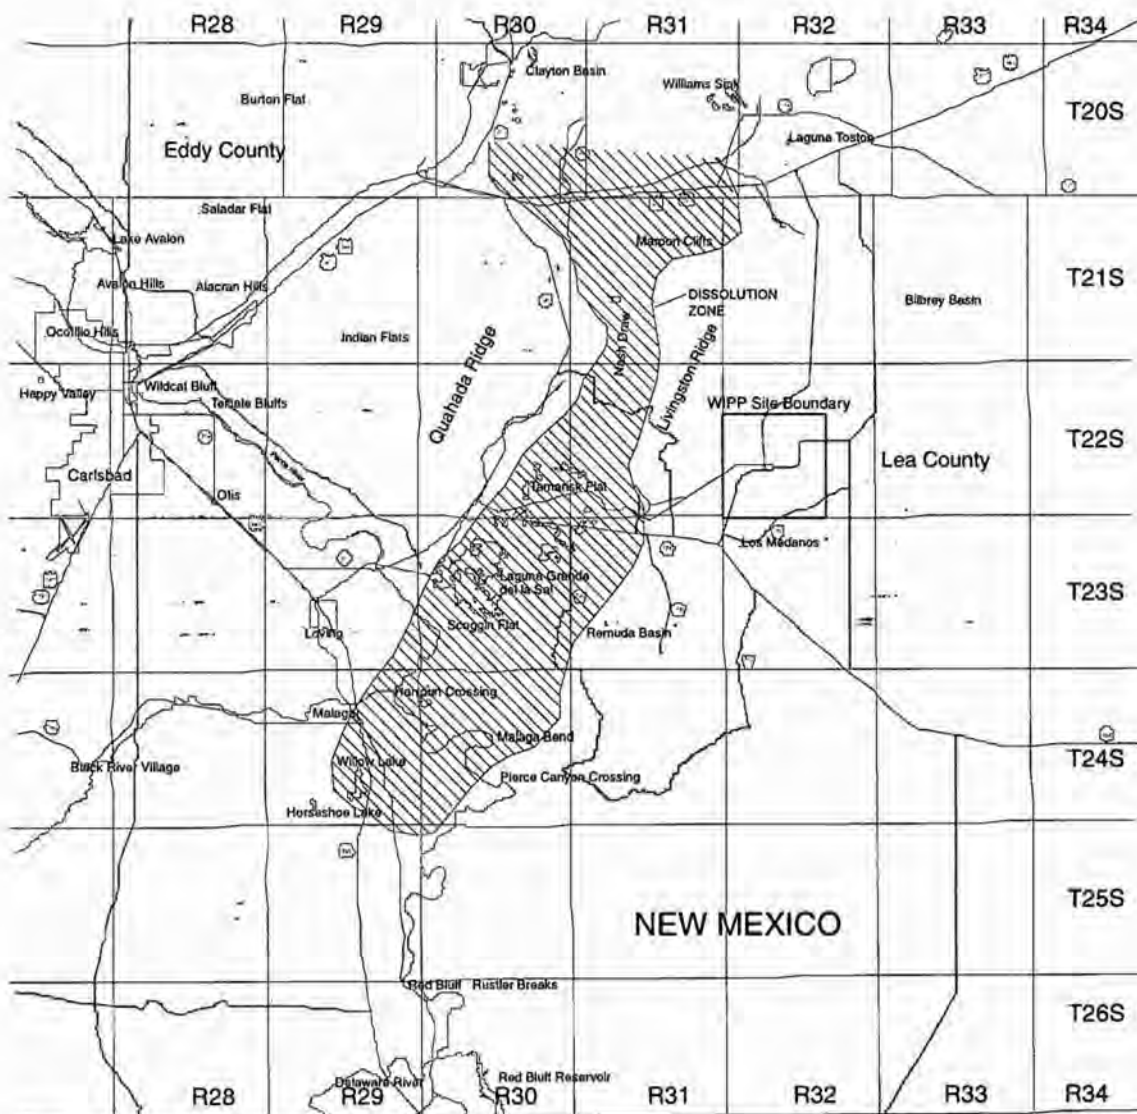 R28 R29 R30 R31 R32 R33 R34
Clayton Basin
Williams Sink
Burton Flat
T20S
Laguna Toston
Eddy County
Saladar Flat
Lake Avalon
Maroon Cliffs
T21S
Avalon Hills
Alacran Hills
DISSOLUTION
ZONE
Bilbrey Basin
Ocotillo Hills
Indian Flats
Quahada Ridge
Nash Draw
Livingston Ridge
Wildcat Bluff
Happy Valley
WIPP Site Boundary
T22S
Lea County
Carlsbad
Tamarisk Flat
Otis
Los Medanos
Laguna Grande
del la Sal
T23S
Scoggin Flat
Loving
Remuda Basin
Harroun Crossing
Malaga
Malaga Bend
T24S
Willow Lake
Black River Village
Pierce Canyon Crossing
Horseshoe Lake
T25S
NEW MEXICO
Red Bluff Rustler Breaks
T26S
Delaware River
Red Bluff Reservoir
R28 R29 R30 R31 R32 R33 R34